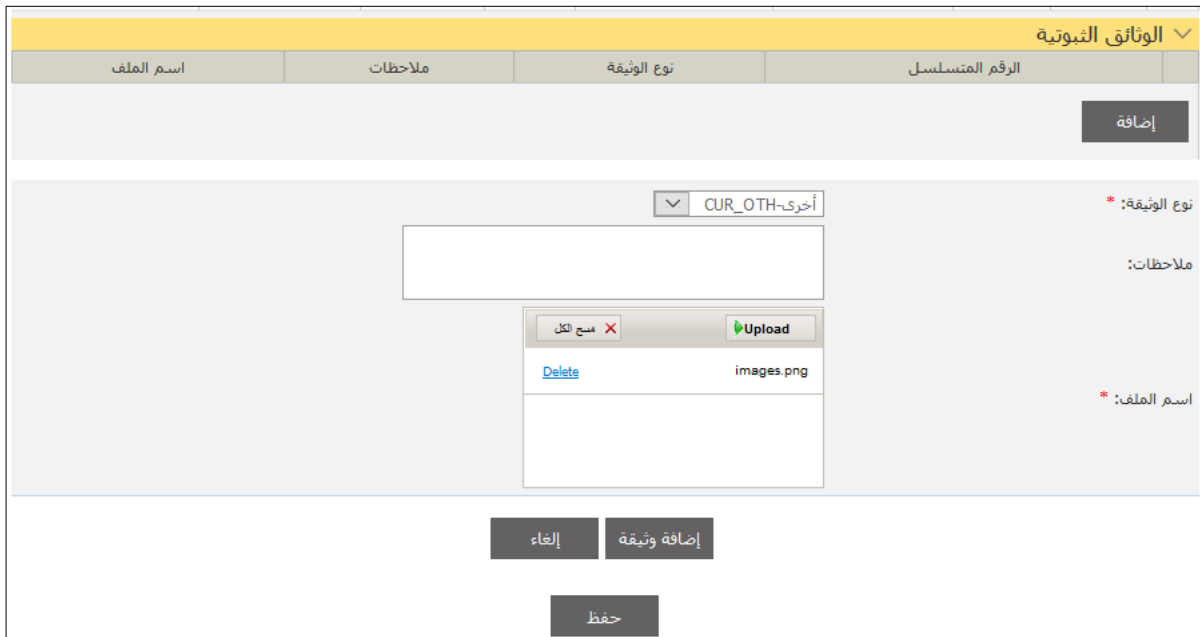 الوثائق الثبوتية
الرقم المتسلسل نوع الوثيقة ملاحظات اسم الملف
إضافة
نوع الوثيقة: * أخرى-CUR_OTH
ملاحظات:
Upload مسح الكل
images.png Delete
اسم الملف: *
إضافة وثيقة إلغاء
حفظ